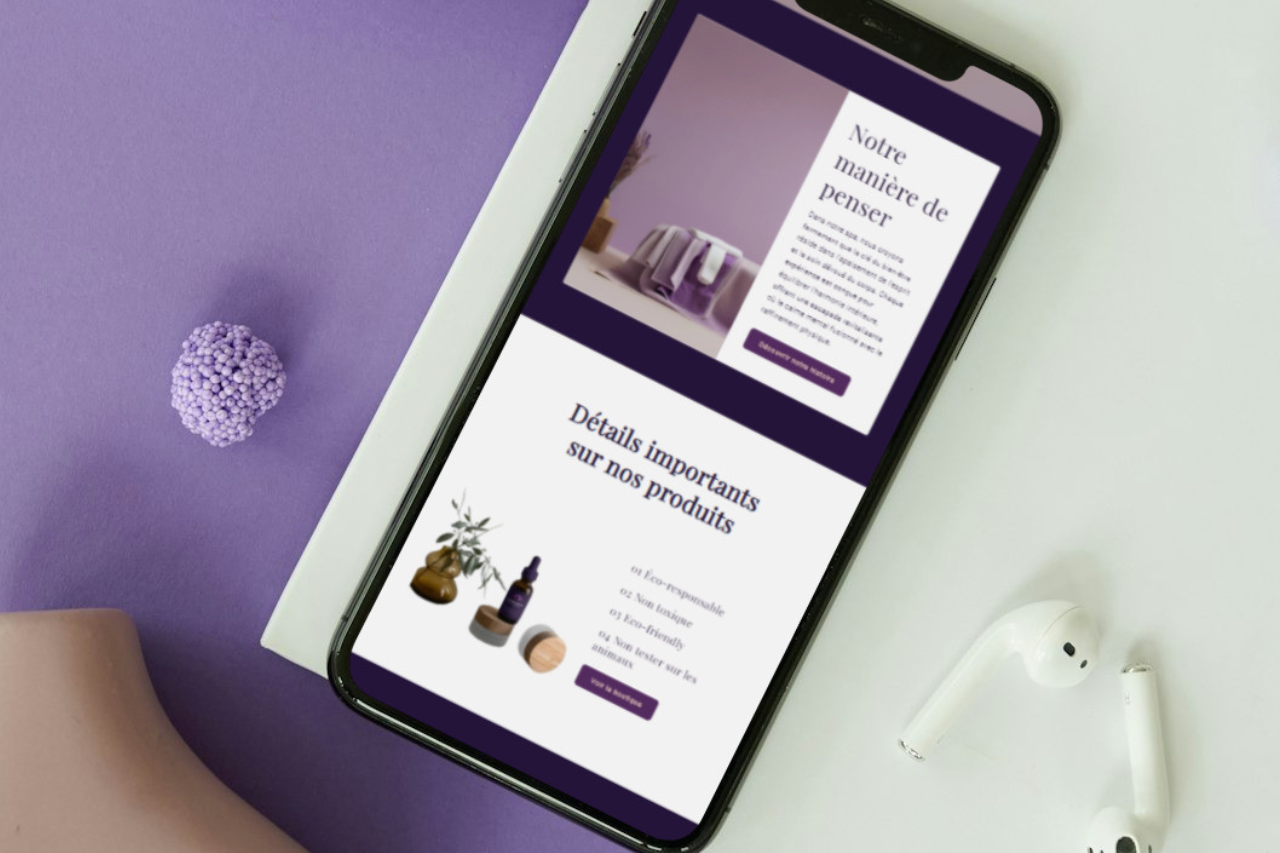 Notre
manière de
penser
Dans notre spa, nous croyons
fermement que la clé du bien-être
réside dans l'apaisement de l'esprit
et le soin dévoué du corps. Chaque
expérience est conçue pour
équilibrer l'harmonie intérieure,
offrant une escapade revitalisante
où le calme mental fusionne avec le
raffinement physique.
Découvrir notre histoire
Détails importants
sur nos produits
01 Éco-responsable
02 Non toxique
03 Eco-friendly
04 Non tester sur les
animaux
Voir la boutique